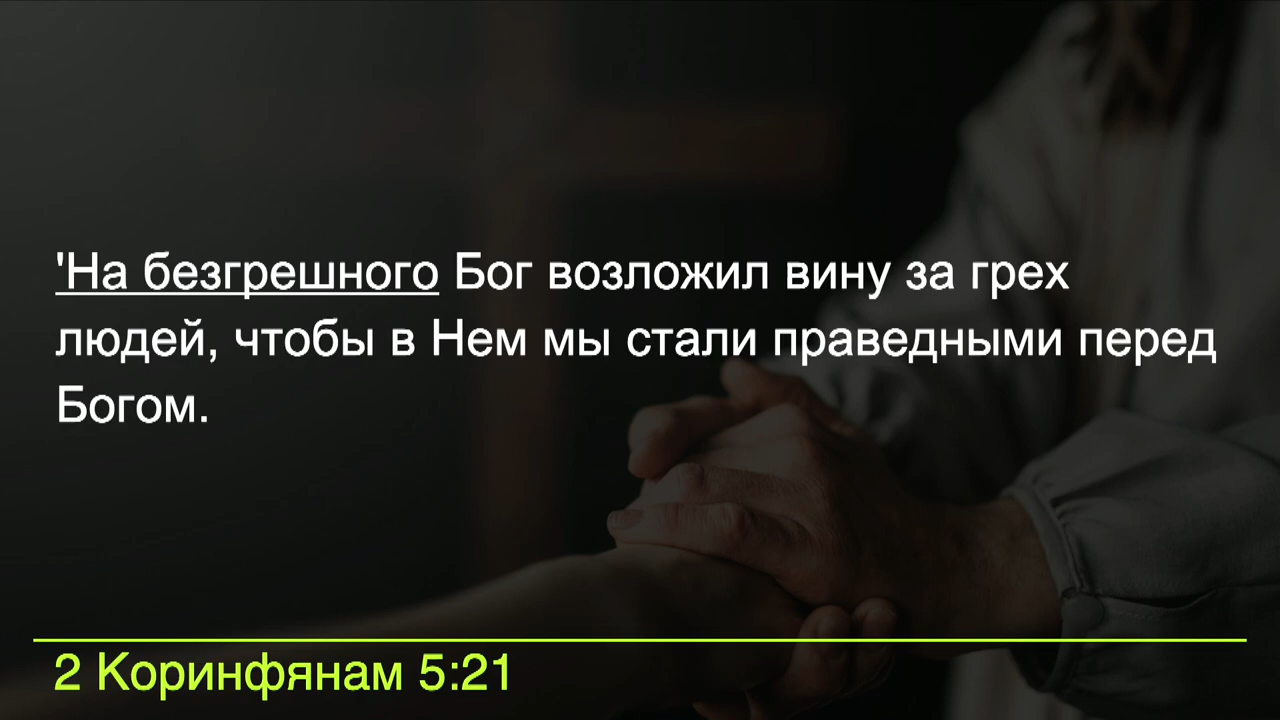 'На безгрешного Бог возложил вину за грех
людей, чтобы в Нем мы стали праведными перед
Богом.
2 Коринфянам 5:21